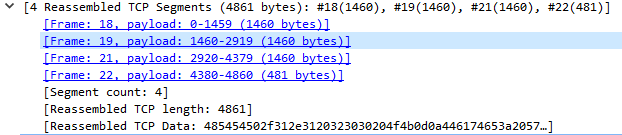 [4 Reassembled TCP Segments (4861 bytes): #18(1460), #19(1460), #21(1460), #22(481)]
[Frame: 18, payload: 0-1459 (1460 bytes)]
[Frame: 19, payload: 1460-2919 (1460 bytes)]
[Frame: 21, payload: 2920-4379 (1460 bytes)]
[Frame: 22, payload: 4380-4860 (481 bytes)]
[Segment count: 4]
[Reassembled TCP length: 4861]
[Reassembled TCP Data: 485454502f312e3120323030204f4b0d0a446174653a2057…]